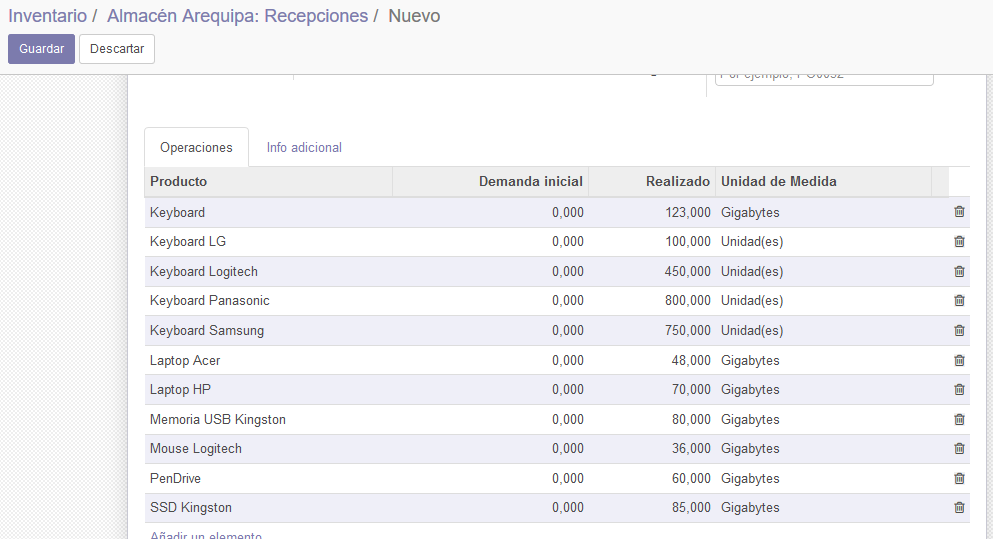 Inventario / Almacén Arequipa: Recepciones / Nuevo
Guardar Descartar
Operaciones Info adicional
Producto Demanda inicial Realizado Unidad de Medida
Keyboard 0,000 123,000 Gigabytes
Keyboard LG 0,000 100,000 Unidad(es)
Keyboard Logitech 0,000 450,000 Unidad(es)
Keyboard Panasonic 0,000 800,000 Unidad(es)
Keyboard Samsung 0,000 750,000 Unidad(es)
Laptop Acer 0,000 48,000 Gigabytes
Laptop HP 0,000 70,000 Gigabytes
Memoria USB Kingston 0,000 80,000 Gigabytes
Mouse Logitech 0,000 36,000 Gigabytes
PenDrive 0,000 60,000 Gigabytes
SSD Kingston 0,000 85,000 Gigabytes
Añadir un elemento